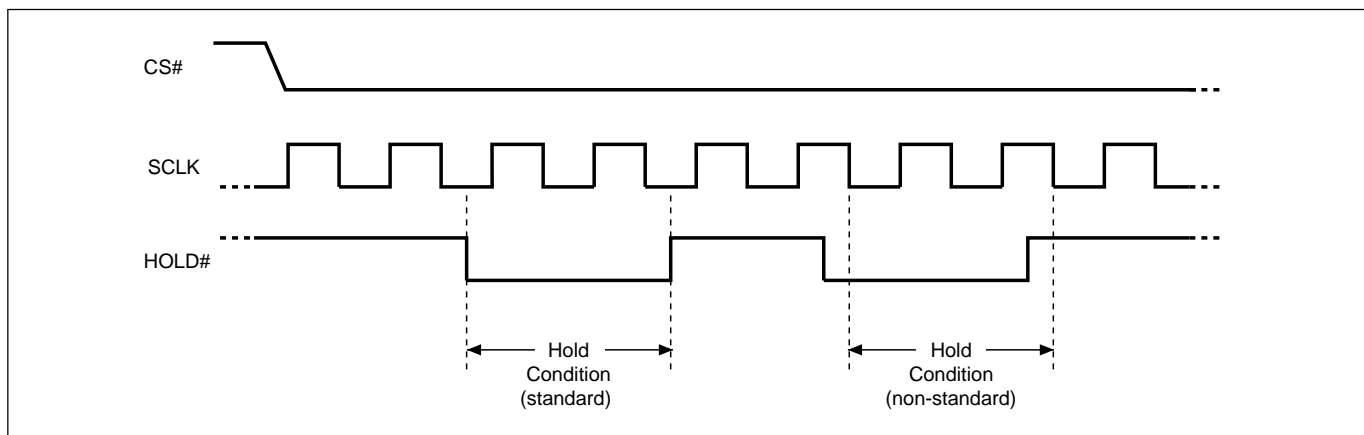 CS#
SCLK
HOLD#
Hold
Condition
(standard)
Hold
Condition
(non-standard)